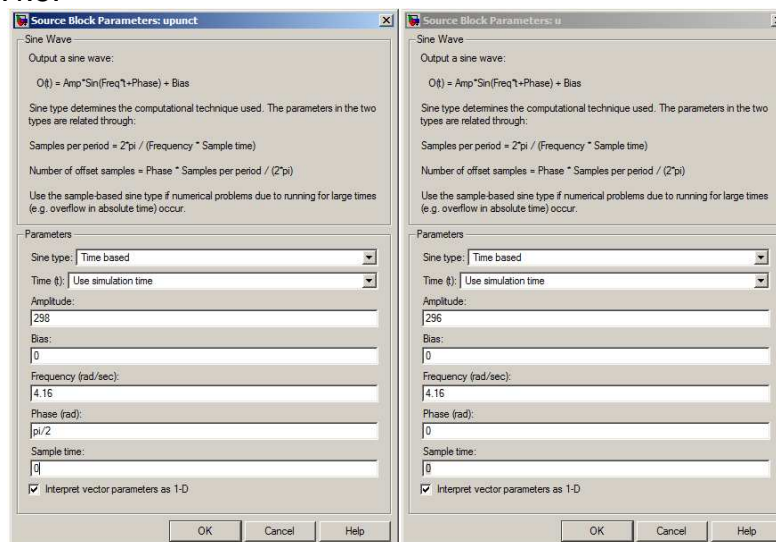 Source Block Parameters: upunct
Sine Wave
Output a sine wave:
O(t) = Amp*Sin(Freq*t+Phase) + Bias
Sine type determines the computational technique used. The parameters in the two
types are related through:
Samples per period = 2*pi / (Frequency * Sample time)
Number of offset samples = Phase * Samples per period / (2*pi)
Use the sample-based sine type if numerical problems due to running for large times
(e.g. overflow in absolute time) occur.
Parameters
Sine type: Time based
Time (t): Use simulation time
Amplitude:
298
Bias:
0
Frequency (rad/sec):
4.16
Phase (rad):
pi/2
Sample time:
0
Interpret vector parameters as 1-D
OK Cancel Help
Source Block Parameters: u
Sine Wave
Output a sine wave:
O(t) = Amp*Sin(Freq*t+Phase) + Bias
Sine type determines the computational technique used. The parameters in the two
types are related through:
Samples per period = 2*pi / (Frequency * Sample time)
Number of offset samples = Phase * Samples per period / (2*pi)
Use the sample-based sine type if numerical problems due to running for large times
(e.g. overflow in absolute time) occur.
Parameters
Sine type: Time based
Time (t): Use simulation time
Amplitude:
296
Bias:
0
Frequency (rad/sec):
4.16
Phase (rad):
0
Sample time:
0
Interpret vector parameters as 1-D
OK Cancel Help